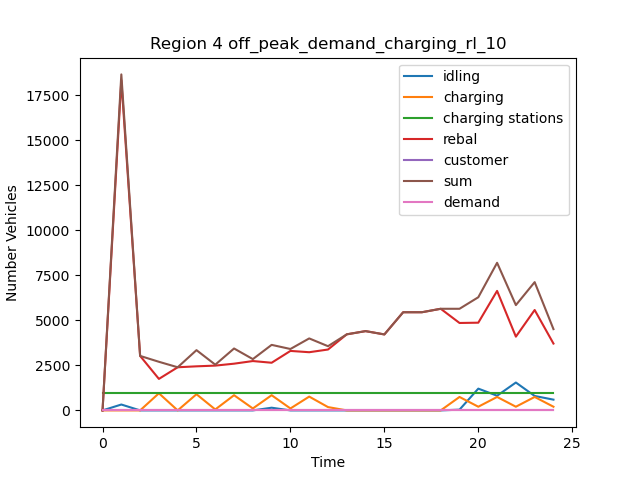 Region 4 off_peak_demand_charging_rl_10
idling
charging
charging stations
rebal
customer
sum
demand
17500
15000
12500
10000
7500
5000
2500
0
Number Vehicles
0 5 10 15 20 25
Time